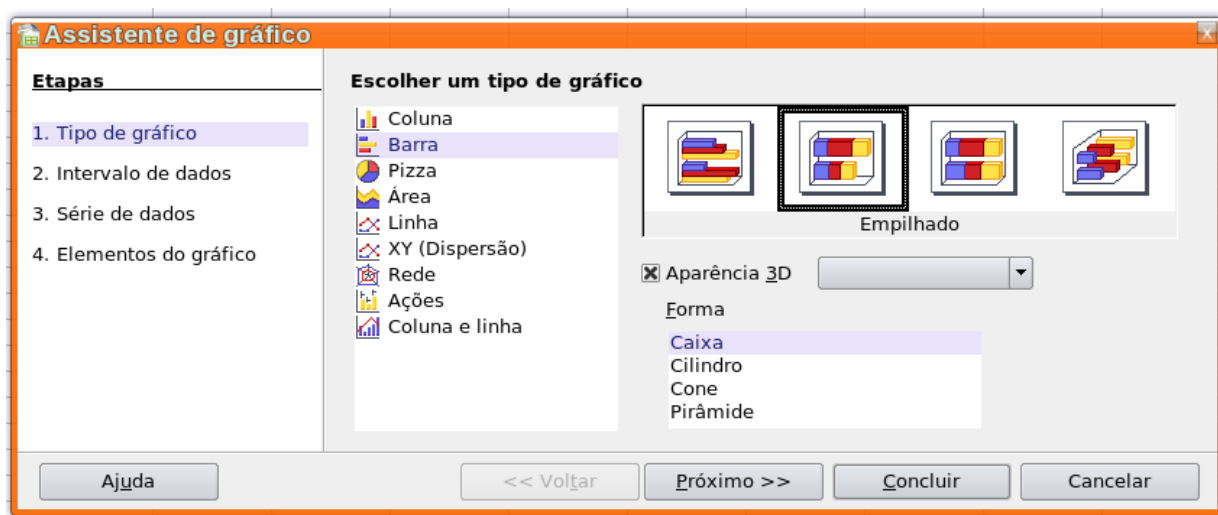 Assistente de gráfico
Etapas
1. Tipo de gráfico
2. Intervalo de dados
3. Série de dados
4. Elementos do gráfico
Escolher um tipo de gráfico
Coluna
Barra
Pizza
Área
Linha
XY (Dispersão)
Rede
Ações
Coluna e linha
Empilhado
Aparência 3D
Forma
Caixa
Cilindro
Cone
Pirâmide
Ajuda
<< Voltar
Próximo >>
Concluir
Cancelar